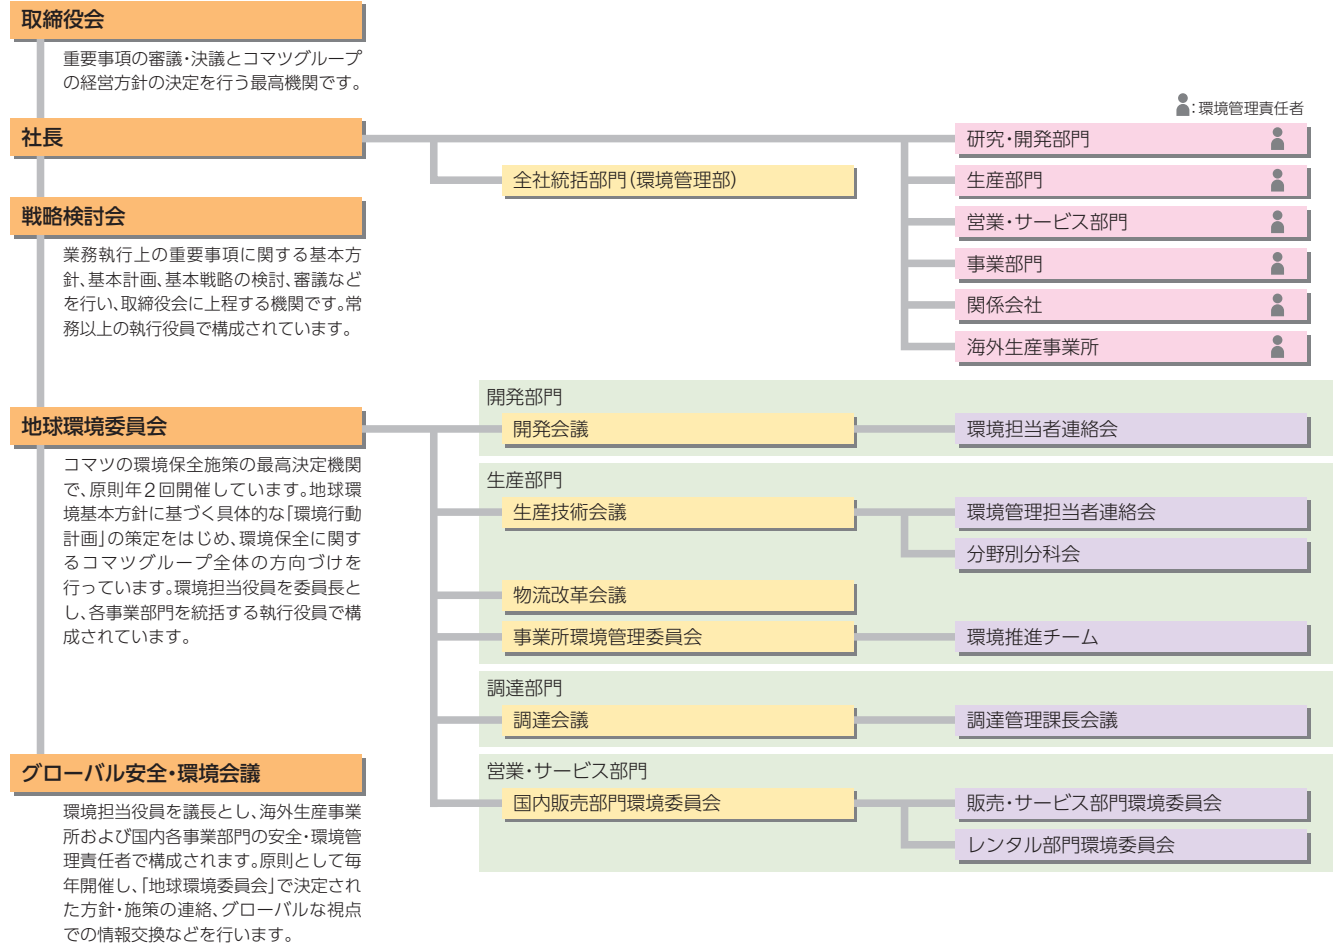 取締役会
重要事項の審議・決議とコマツグループ
の経営方針の決定を行う最高機関です。
:環境管理責任者
社長
研究・開発部門
全社統括部門(環境管理部)
生産部門
営業・サービス部門
事業部門
関係会社
海外生産事業所
戦略検討会
業務執行上の重要事項に関する基本方
針、基本計画、基本戦略の検討、審議など
を行い、取締役会に上程する機関です。常
務以上の執行役員で構成されています。
地球環境委員会
コマツの環境保全施策の最高決定機関
で、原則年2回開催しています。地球環
境基本方針に基づく具体的な「環境行動
計画」の策定をはじめ、環境保全に関す
るコマツグループ全体の方向づけを
行っています。環境担当役員を委員長と
し、各事業部門を統括する執行役員で構
成されています。
開発部門
開発会議
環境担当者連絡会
生産部門
生産技術会議
環境管理担当者連絡会
分野別分科会
物流改革会議
事業所環境管理委員会
環境推進チーム
調達部門
調達会議
調達管理課長会議
営業・サービス部門
国内販売部門環境委員会
販売・サービス部門環境委員会
レンタル部門環境委員会
グローバル安全・環境会議
環境担当役員を議長とし、海外生産事業
所および国内各事業部門の安全・環境管
理責任者で構成されます。原則として毎
年開催し、「地球環境委員会」で決定され
た方針・施策の連絡、グローバルな視点
での情報交換などを行います。